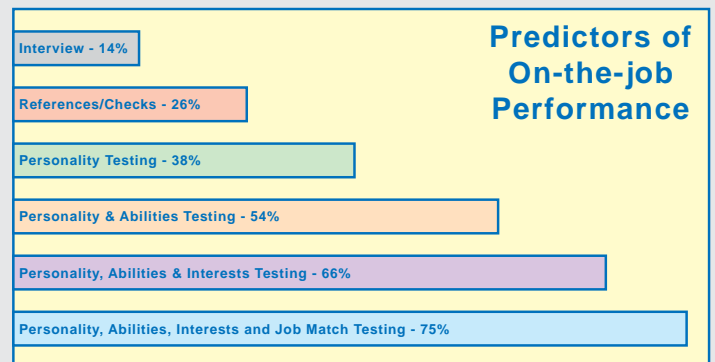 Predictors of
On-the-job
Performance
Interview - 14%
References/Checks - 26%
Personality Testing - 38%
Personality & Abilities Testing - 54%
Personality, Abilities & Interests Testing - 66%
Personality, Abilities, Interests and Job Match Testing - 75%